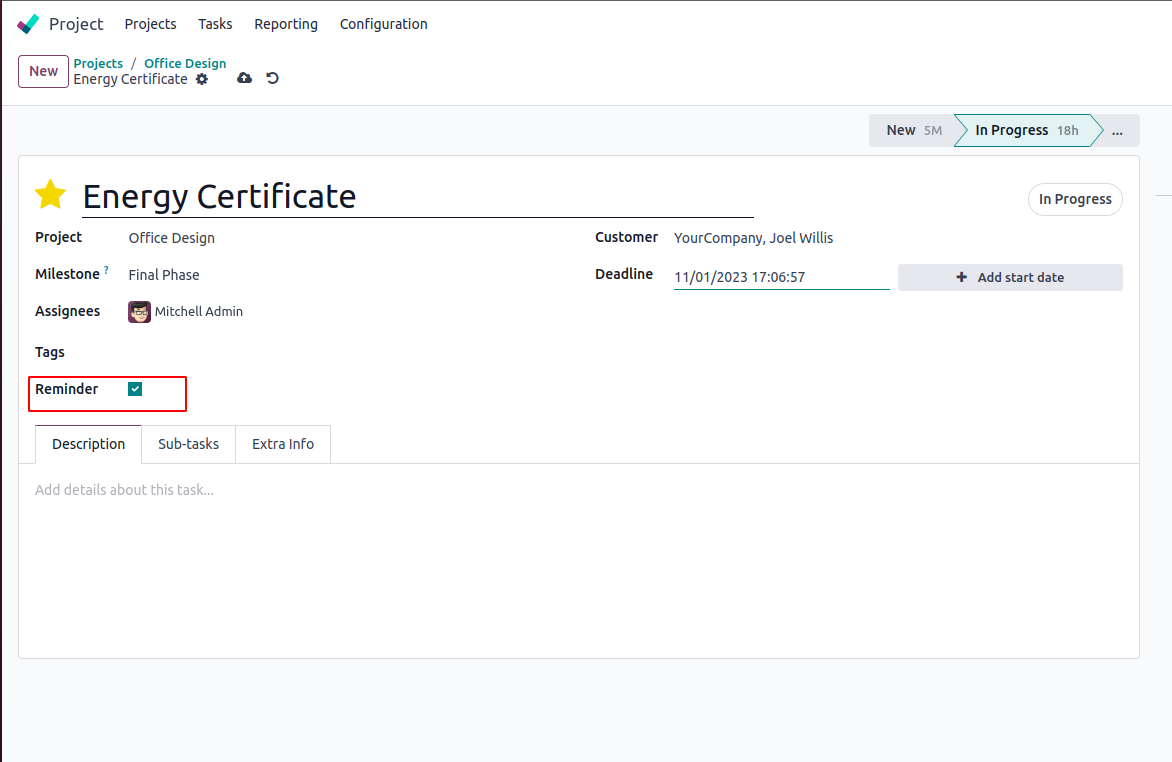 Project Projects Tasks Reporting Configuration
New Projects / Office Design
Energy Certificate
New 5M In Progress 18h ...
Energy Certificate In Progress
Project Office Design Customer YourCompany, Joel Willis
Milestone ? Final Phase Deadline 11/01/2023 17:06:57 + Add start date
Assignees Mitchell Admin
Tags
Reminder
Description Sub-tasks Extra Info
Add details about this task...